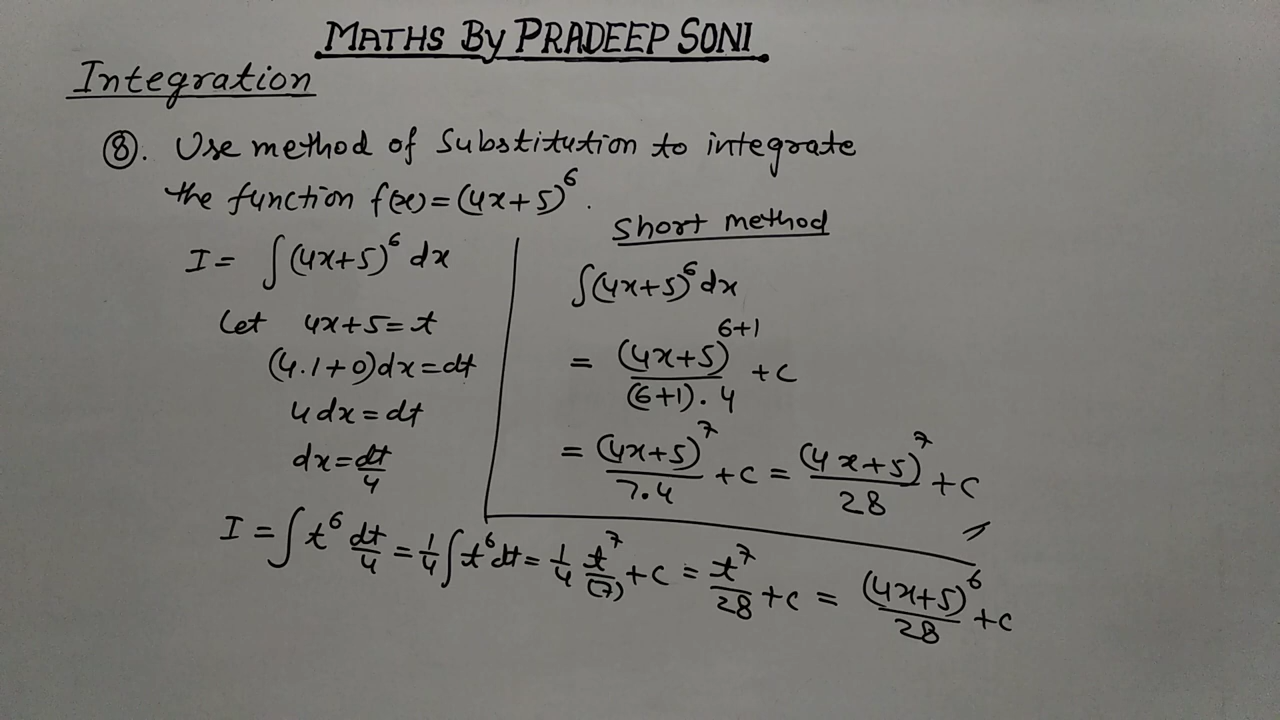 MATHS By PRADEEP SONI
Integration
⑧. Use method of Substitution to integrate
the function f(x)=(4x+5)^6.
I= ∫(4x+5)^6 dx
Let 4x+5=t
(4.1+0)dx=dt
4dx=dt
dx=dt/4
Short method
∫(4x+5)^6 dx
= (4x+5)^(6+1)/((6+1).4) +c
= (4x+5)^7/(7.4) +c = (4x+5)^7/28 +c
I=∫t^6 dt/4 = 1/4 ∫t^6 dt = 1/4 t^7/(7) +c = t^7/28 +c = (4x+5)^6/28 +c